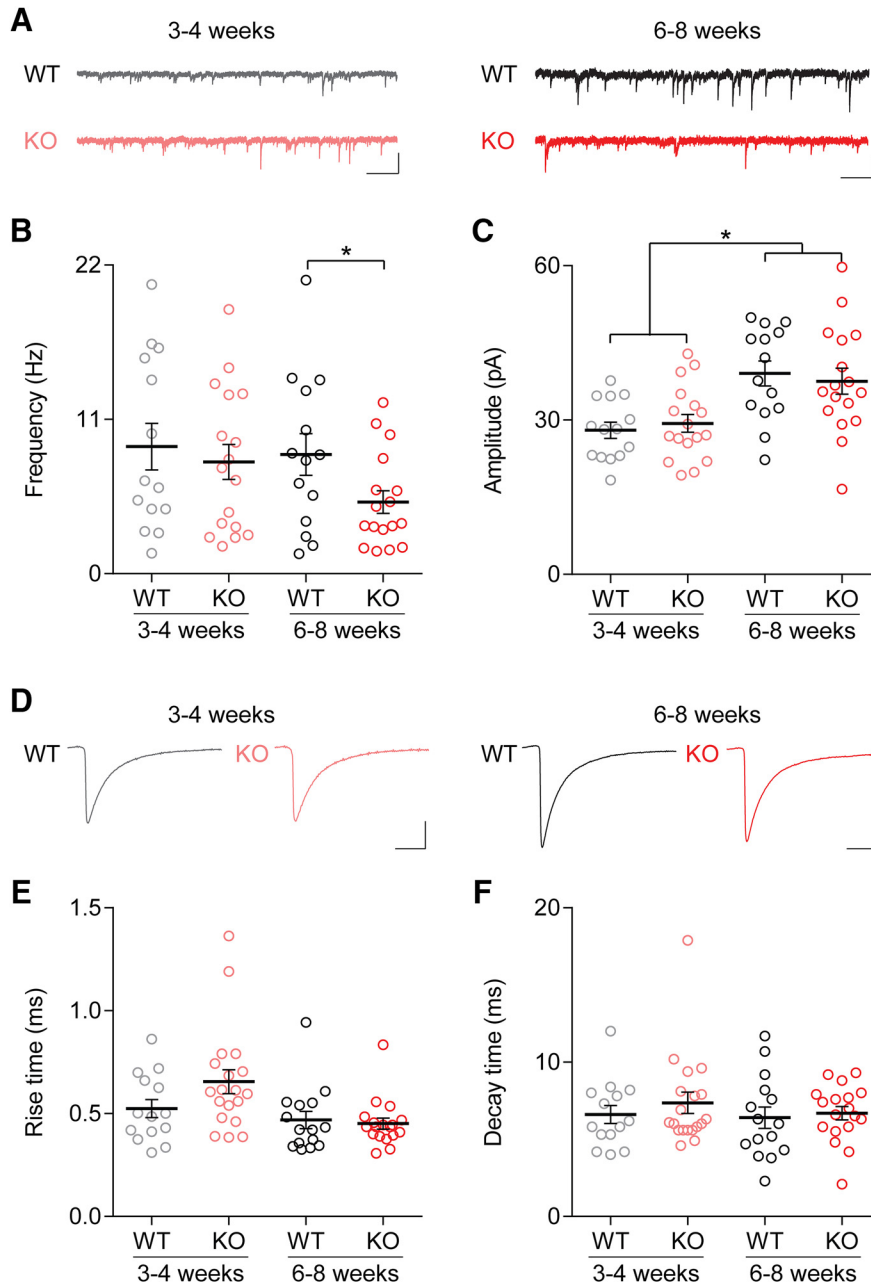 A
3-4 weeks
6-8 weeks
WT
WT
KO
KO
B
C
22
11
0
Frequency (Hz)
*
WT KO WT KO
3-4 weeks 6-8 weeks
60
30
0
Amplitude (pA)
*
WT KO WT KO
3-4 weeks 6-8 weeks
D
3-4 weeks
6-8 weeks
WT KO WT KO
E
F
1.5
1.0
0.5
0.0
Rise time (ms)
WT KO WT KO
3-4 weeks 6-8 weeks
20
10
0
Decay time (ms)
WT KO WT KO
3-4 weeks 6-8 weeks